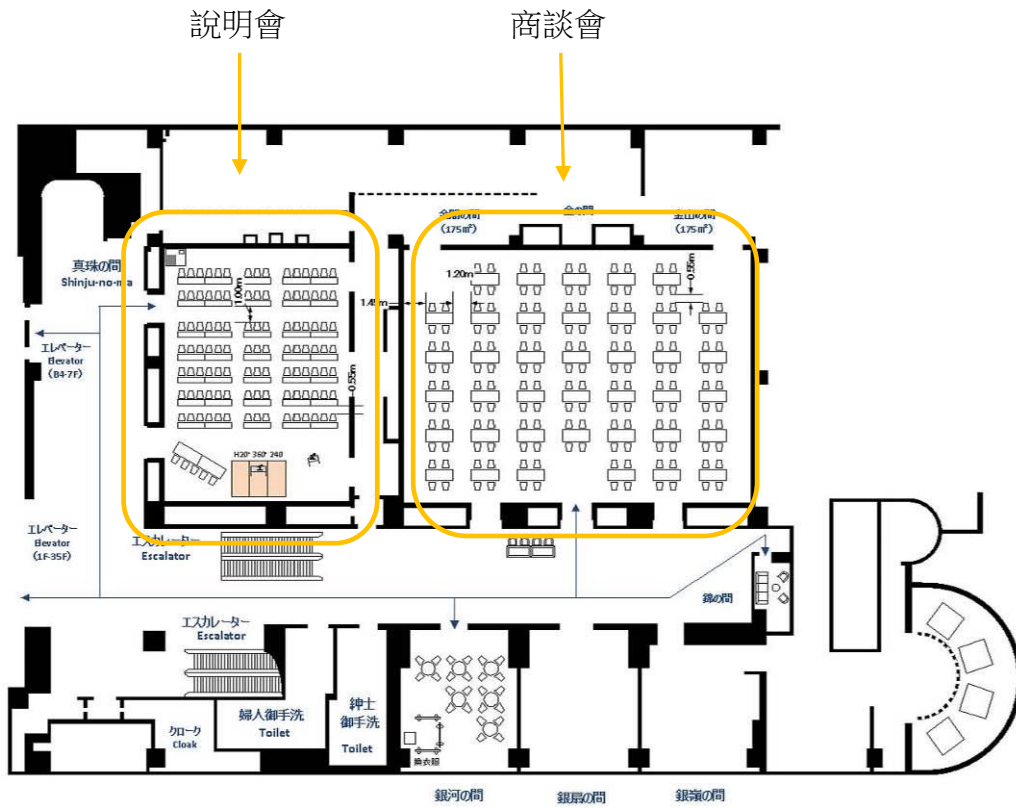 說明會
商談會
金郡の間
(175㎡)
金の間
金山の間
(175㎡)
真珠の間
Shinju-no-ma
1.00m
1.20m
0.55m
1.45m
エレベーター
Elevator
(B4-7F)
0.55m
H20* 360* 240
エレベーター
Elevator
(1F-35F)
エスカレーター
Escalator
錦の間
エスカレーター
Escalator
婦人御手洗
Toilet
紳士
御手洗
Toilet
クローク
Cloak
換衣服
銀河の間
銀扇の間
銀嶺の間